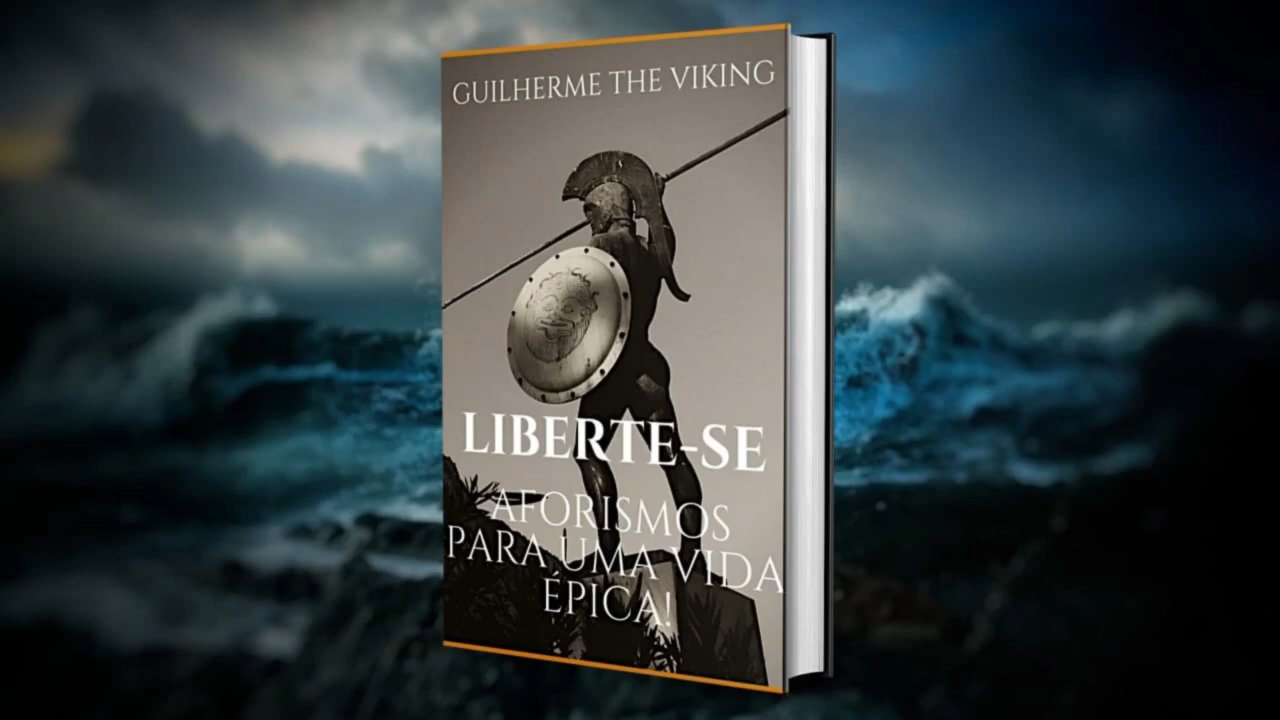 GUILHERME THE VIKING
LIBERTE-SE
AFORISMOS
PARA UMA VIDA
ÉPICA!